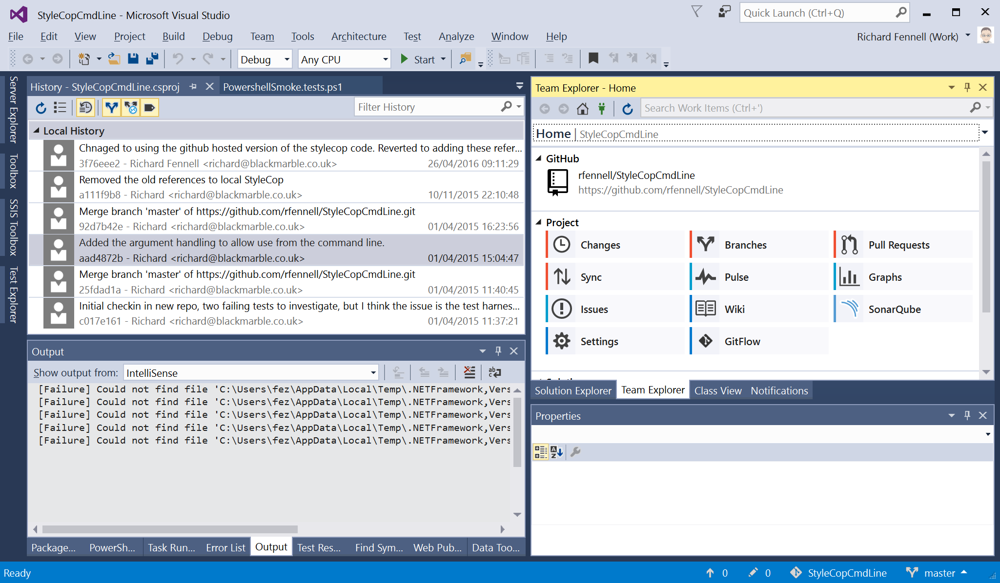 StyleCopCmdLine - Microsoft Visual Studio
Quick Launch (Ctrl+Q)
File Edit View Project Build Debug Team Tools Architecture Test Analyze Window Help
Richard Fennell (Work)
Debug Any CPU Start
Server Explorer
Toolbox
SSIS Toolbox
Test Explorer
History - StyleCopCmdLine.csproj PowershellSmoke.tests.ps1
Filter History
Local History
Chnaged to using the github hosted version of the stylecop code. Reverted to adding these refer...
3f76eee2 - Richard Fennell <richard@blackmarble.co.uk> 26/04/2016 09:11:29
Removed the old references to local StyleCop
a111f9b8 - Richard <richard@blackmarble.co.uk> 10/11/2015 22:10:48
Merge branch 'master' of https://github.com/rfennell/StyleCopCmdLine.git
92d7b42e - Richard <richard@blackmarble.co.uk> 01/04/2015 16:23:56
Added the argument handling to allow use from the command line.
aad4872b - Richard <richard@blackmarble.co.uk> 01/04/2015 15:04:47
Merge branch 'master' of https://github.com/rfennell/StyleCopCmdLine.git
25fdad1a - Richard <richard@blackmarble.co.uk> 01/04/2015 11:40:45
Initial checkin in new repo, two failing tests to investigate, but I think the issue is the test harnes...
c017e161 - Richard <richard@blackmarble.co.uk> 01/04/2015 11:37:21
Output
Show output from: IntelliSense
[Failure] Could not find file 'C:\Users\fez\AppData\Local\Temp\.NETFramework,Vers
[Failure] Could not find file 'C:\Users\fez\AppData\Local\Temp\.NETFramework,Vers
[Failure] Could not find file 'C:\Users\fez\AppData\Local\Temp\.NETFramework,Vers
[Failure] Could not find file 'C:\Users\fez\AppData\Local\Temp\.NETFramework,Vers
[Failure] Could not find file 'C:\Users\fez\AppData\Local\Temp\.NETFramework,Vers
Package... PowerSh... Task Run... Error List Output Test Res... Find Sym... Web Pub... Data Too...
Team Explorer - Home
Search Work Items (Ctrl+')
Home | StyleCopCmdLine
GitHub
rfennell/StyleCopCmdLine
https://github.com/rfennell/StyleCopCmdLine
Project
Changes Branches Pull Requests
Sync Pulse Graphs
Issues Wiki SonarQube
Settings GitFlow
Solution Explorer Team Explorer Class View Notifications
Properties
Ready 0 0 StyleCopCmdLine master